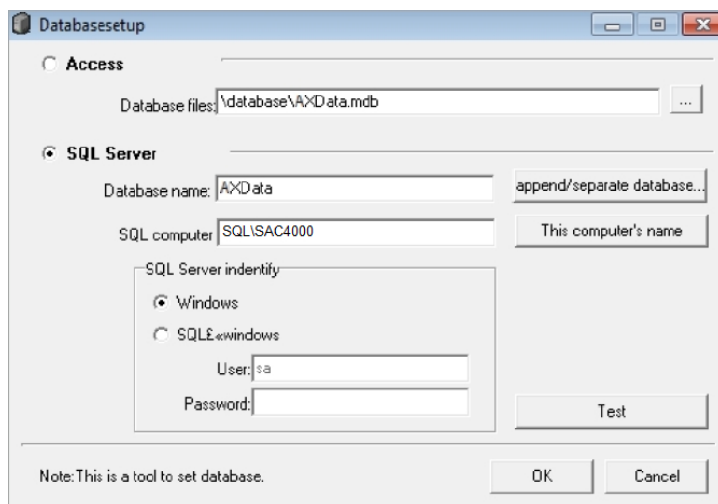 Databasesetup
Access
Database files: \database\AXData.mdb ...
SQL Server
Database name: AXData append/separate database...
SQL computer SQL\SAC4000 This computer's name
SQL Server indentify
Windows
SQL£«windows
User: sa
Password:
Test
Note:This is a tool to set database. OK Cancel